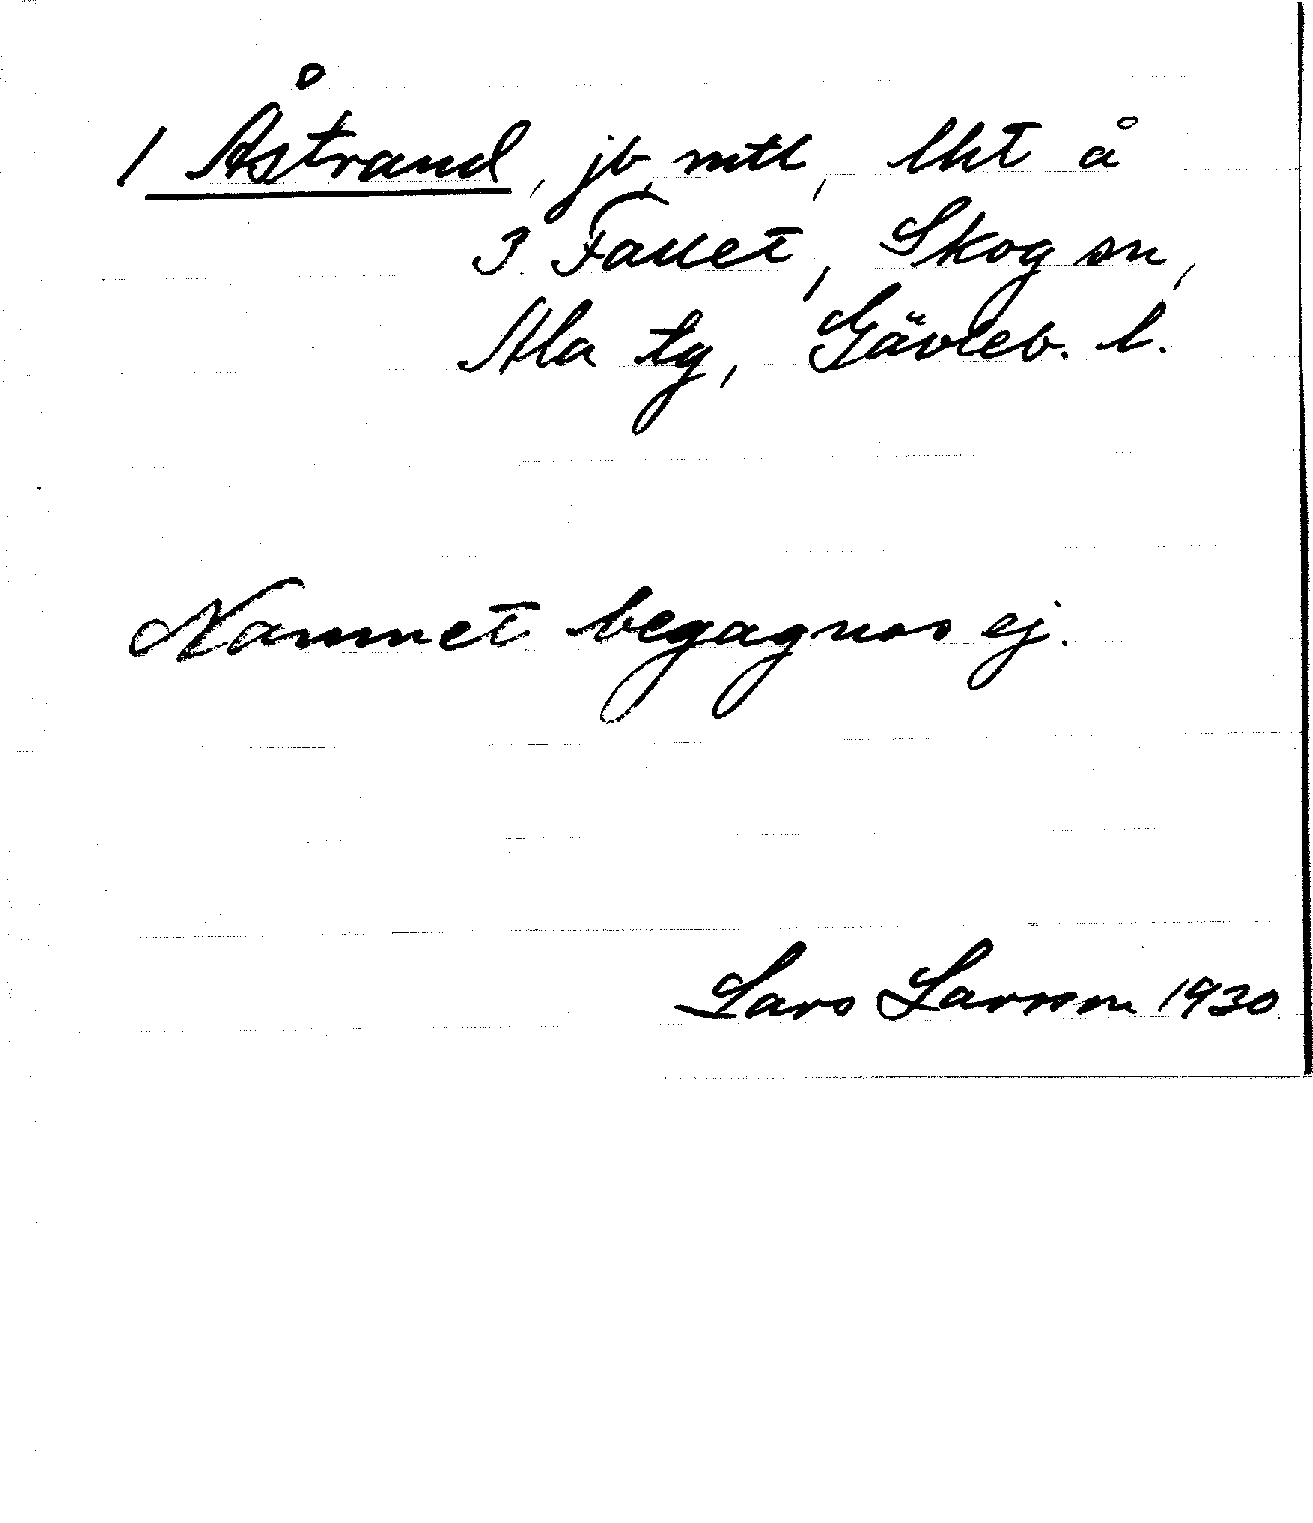 1 Åstrand, jb, mtl, lht å
3 Fallet, Skog sn,
Ala tg, Gävleb. l.
Namnet begagnas ej.
Lars Larsson 1930